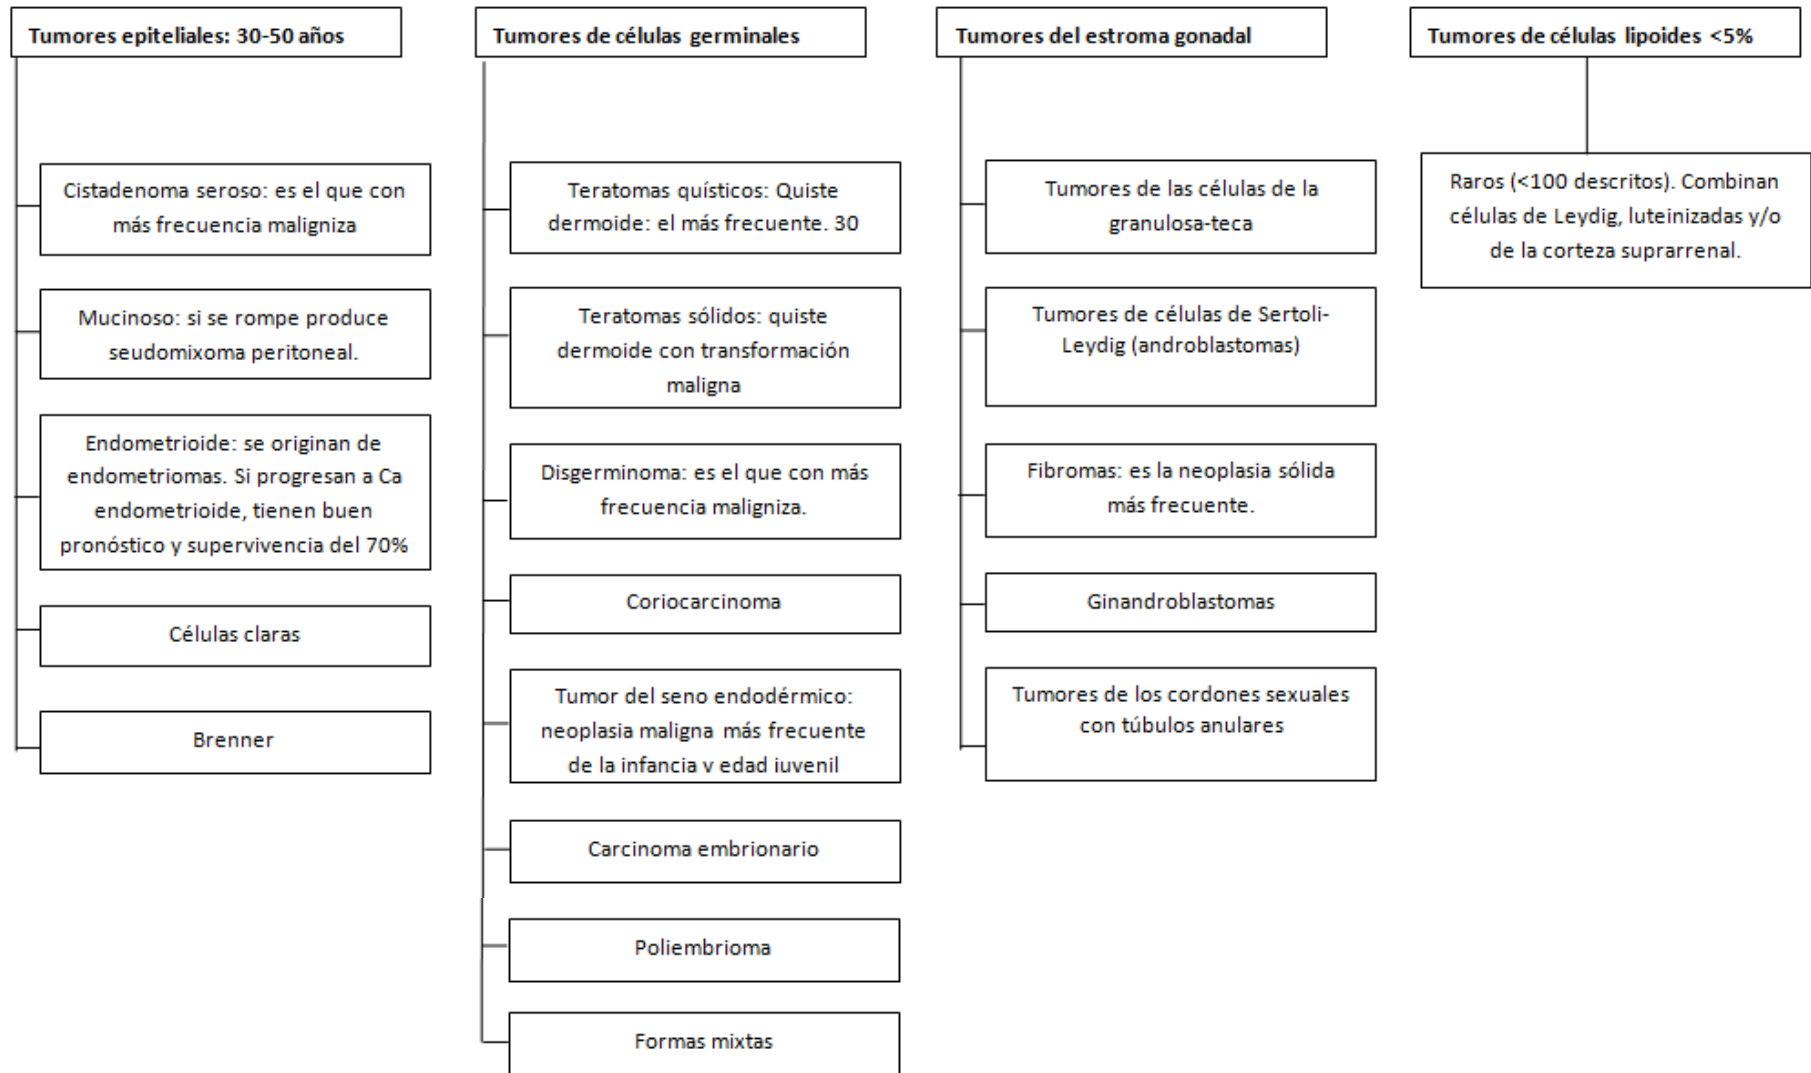 Tumores epiteliales: 30-50 años
Cistadenoma seroso: es el que con
más frecuencia maligniza
Mucinoso: si se rompe produce
seudomixoma peritoneal.
Endometrioide: se originan de
endometriomas. Si progresan a Ca
endometrioide, tienen buen
pronóstico y supervivencia del 70%
Células claras
Brenner
Tumores de células germinales
Teratomas quísticos: Quiste
dermoide: el más frecuente. 30
Teratomas sólidos: quiste
dermoide con transformación
maligna
Disgerminoma: es el que con más
frecuencia maligniza.
Coriocarcinoma
Tumor del seno endodérmico:
neoplasia maligna más frecuente
de la infancia y edad juvenil
Carcinoma embrionario
Poliembrioma
Formas mixtas
Tumores del estroma gonadal
Tumores de las células de la
granulosa-teca
Tumores de células de Sertoli-
Leydig (androblastomas)
Fibromas: es la neoplasia sólida
más frecuente.
Ginandroblastomas
Tumores de los cordones sexuales
con túbulos anulares
Tumores de células lipoides <5%
Raros (<100 descritos). Combinan
células de Leydig, luteinizadas y/o
de la corteza suprarrenal.